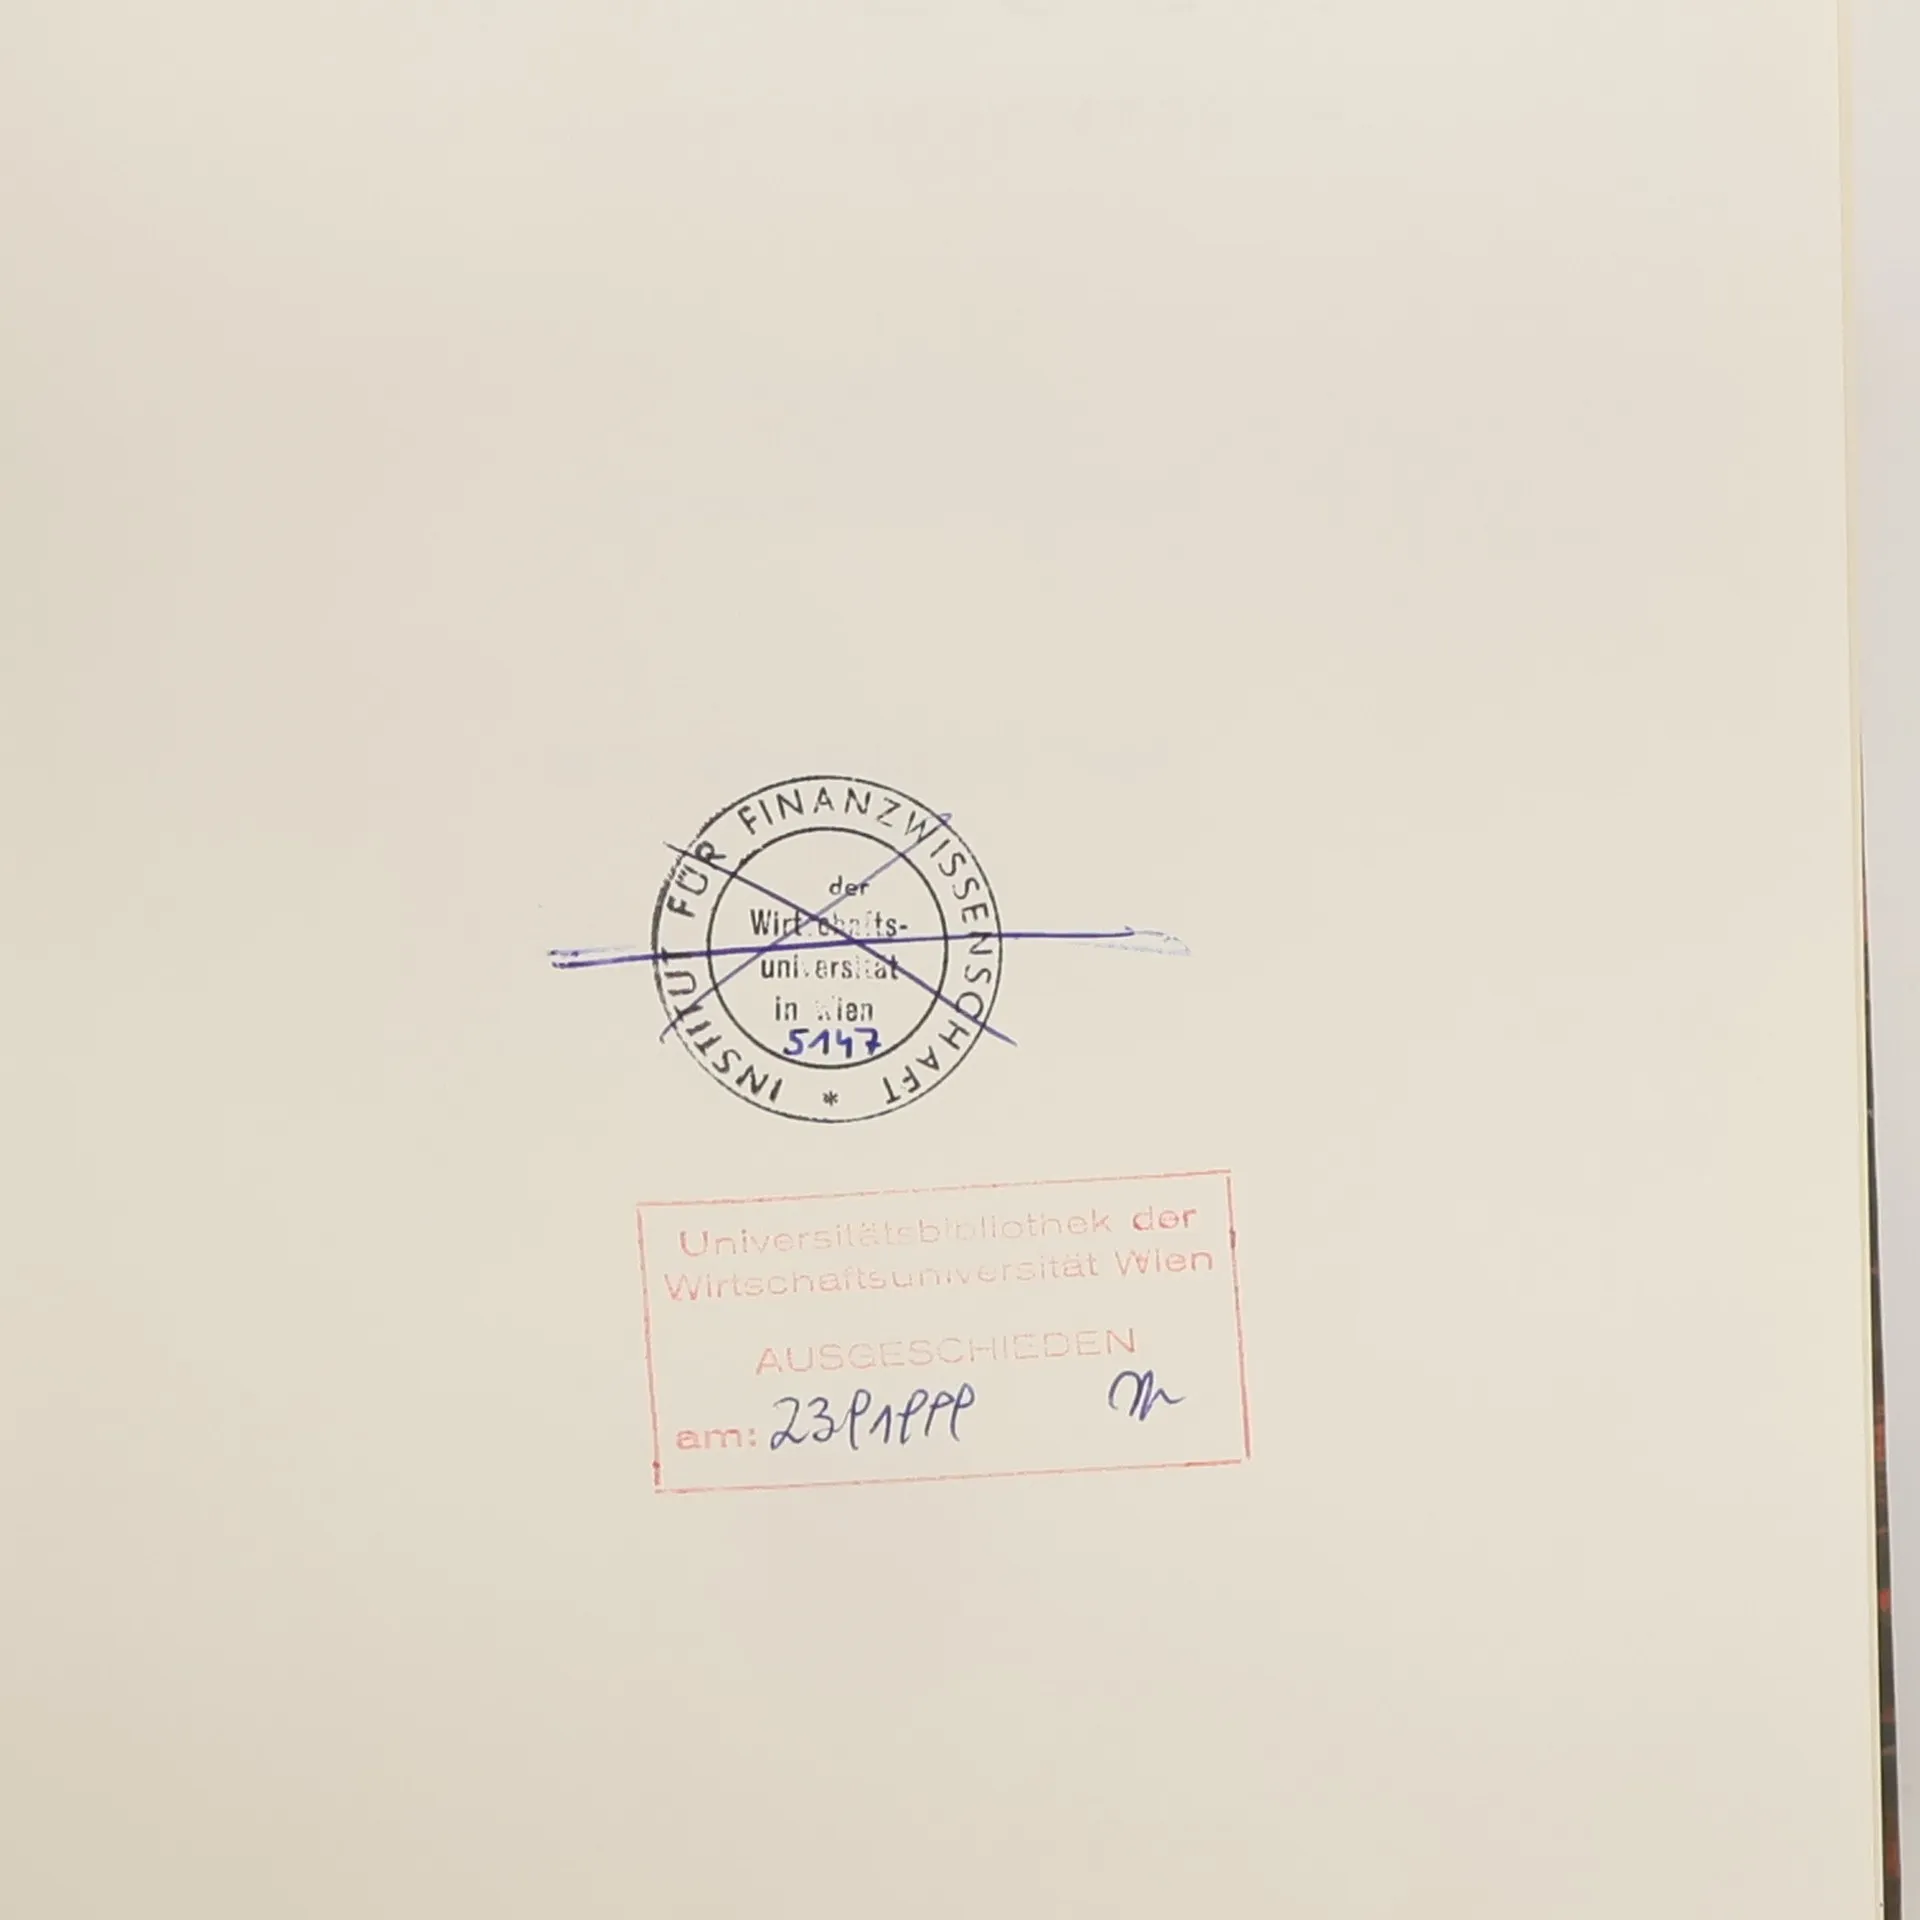 INSTITUT FÜR FINANZWISSENSCHAFT *
der
Wirtschafts-
universität
in Wien
5147
Universitätsbibliothek der
Wirtschaftsuniversität Wien
AUSGESCHIEDEN
am: